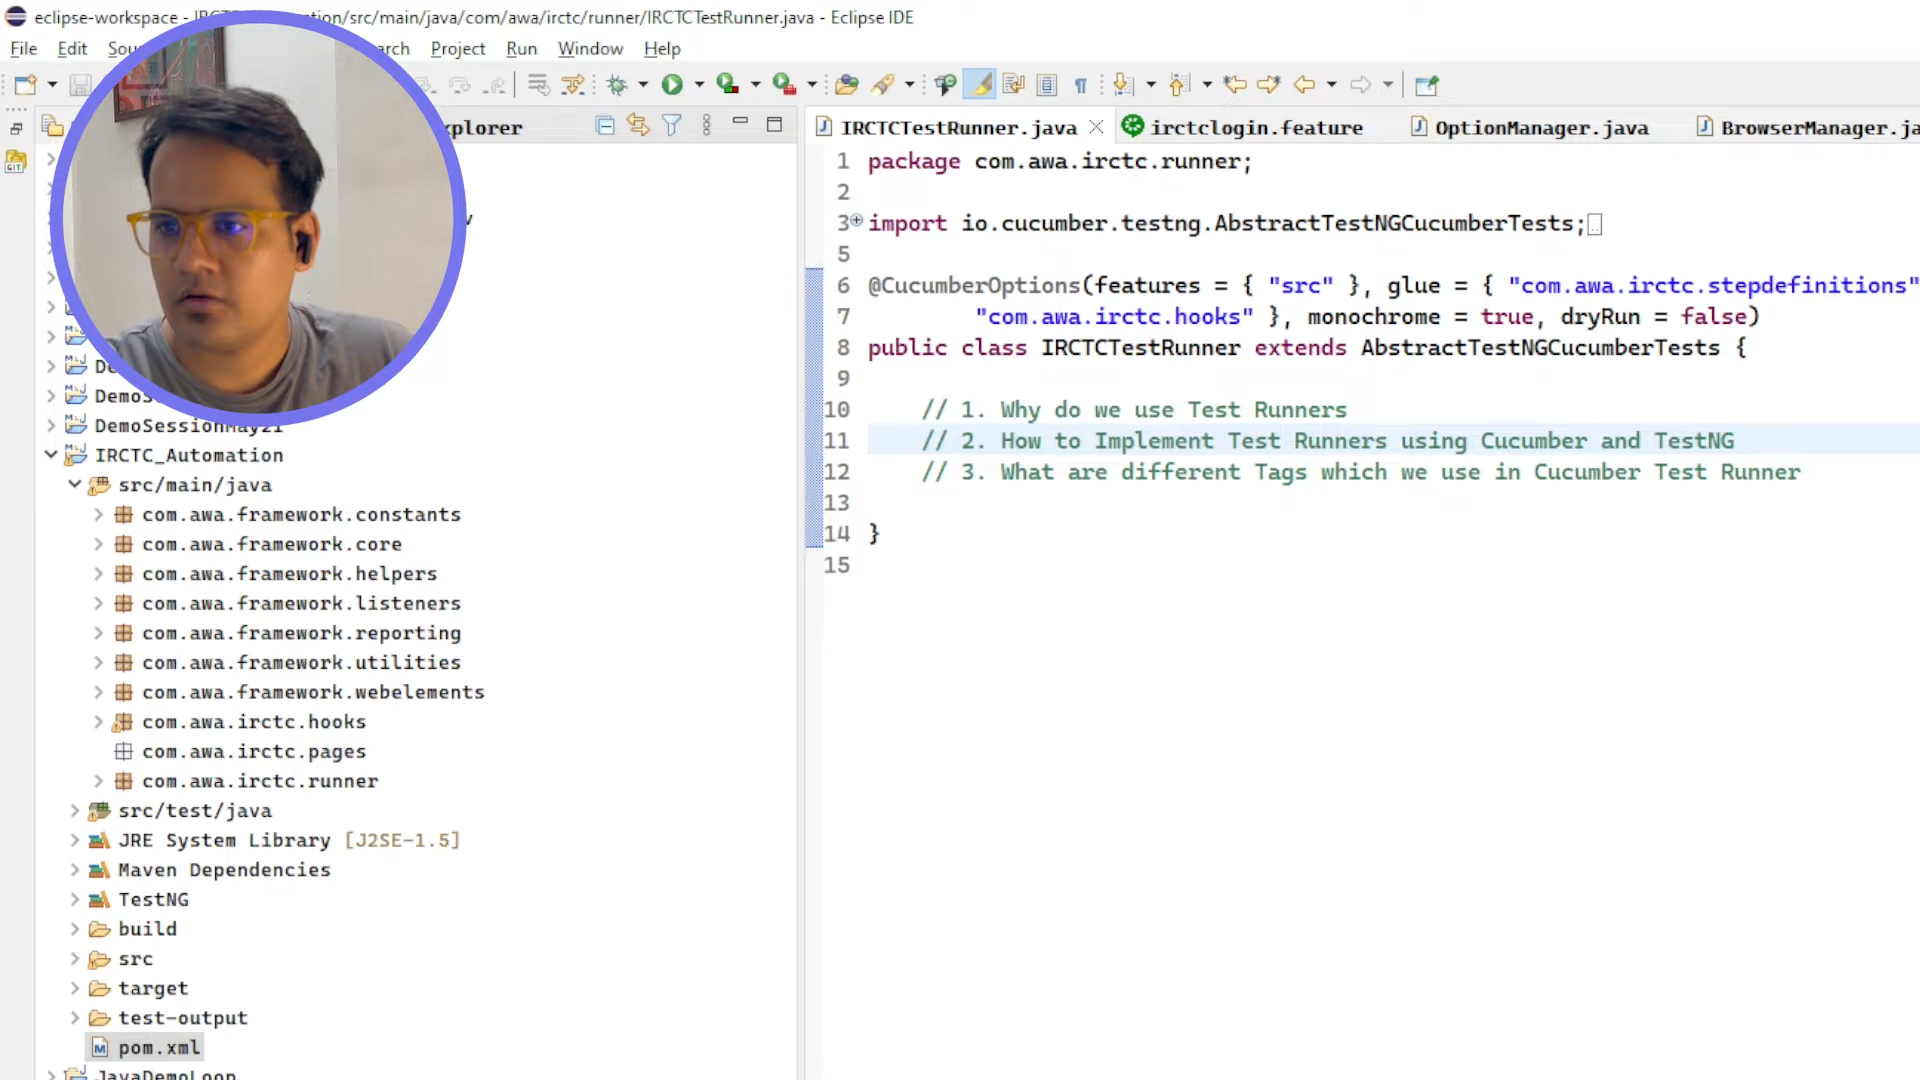 eclipse-workspace - IRCTC
tion/src/main/java/com/awa/irctc/runner/IRCTCTestRunner.java - Eclipse IDE
File Edit Sou arch Project Run Window Help
xplorer
IRCTCTestRunner.java
irctclogin.feature
OptionManager.java
BrowserManager.ja
GIT
De
DemoS
DemoSessionMay21
IRCTC_Automation
src/main/java
com.awa.framework.constants
com.awa.framework.core
com.awa.framework.helpers
com.awa.framework.listeners
com.awa.framework.reporting
com.awa.framework.utilities
com.awa.framework.webelements
com.awa.irctc.hooks
com.awa.irctc.pages
com.awa.irctc.runner
src/test/java
JRE System Library [J2SE-1.5]
Maven Dependencies
TestNG
build
src
target
test-output
pom.xml
JavaDemoLoop
1 package com.awa.irctc.runner;
2
3 import io.cucumber.testng.AbstractTestNGCucumberTests;
5
6 @CucumberOptions(features = { "src" }, glue = { "com.awa.irctc.stepdefinitions"
7 "com.awa.irctc.hooks" }, monochrome = true, dryRun = false)
8 public class IRCTCTestRunner extends AbstractTestNGCucumberTests {
9
10 // 1. Why do we use Test Runners
11 // 2. How to Implement Test Runners using Cucumber and TestNG
12 // 3. What are different Tags which we use in Cucumber Test Runner
13
14 }
15